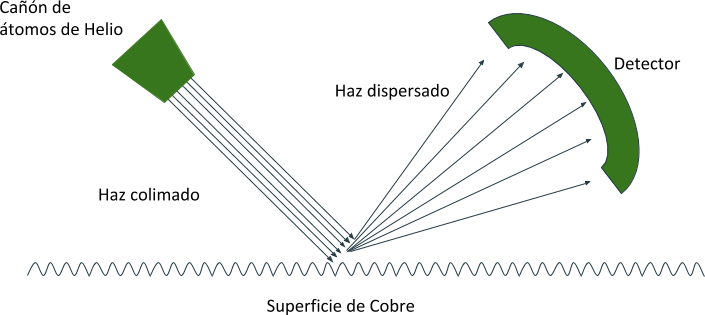 Cañón de
átomos de Helio
Detector
Haz dispersado
Haz colimado
Superficie de Cobre